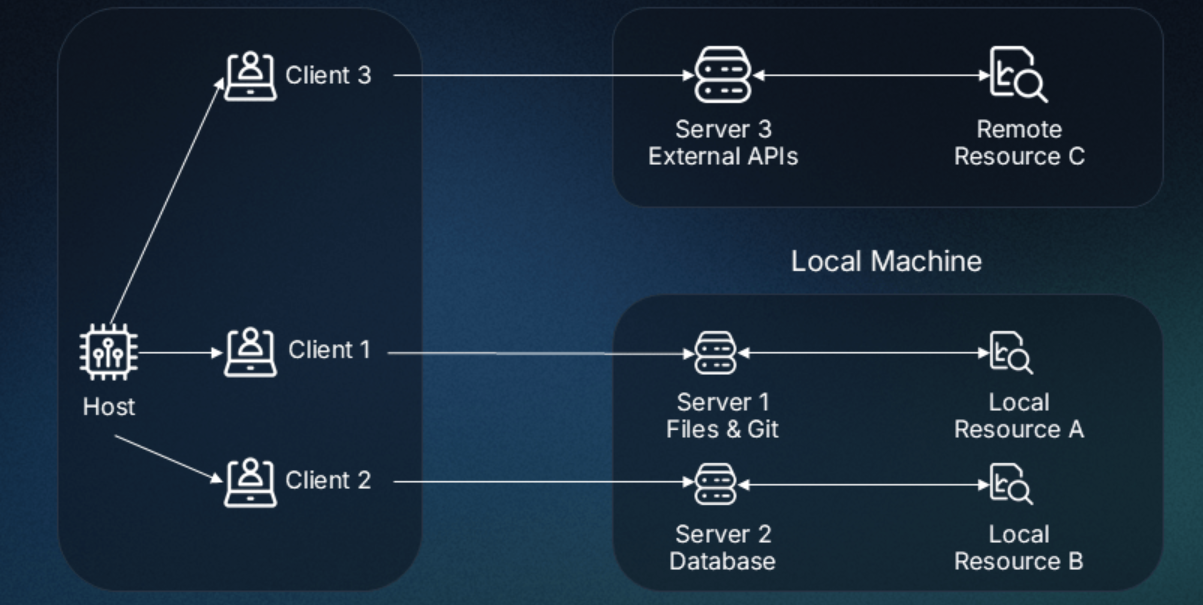 Client 3
Server 3
External APIs
Remote
Resource C
Local Machine
Host
Client 1
Server 1
Files & Git
Local
Resource A
Client 2
Server 2
Database
Local
Resource B